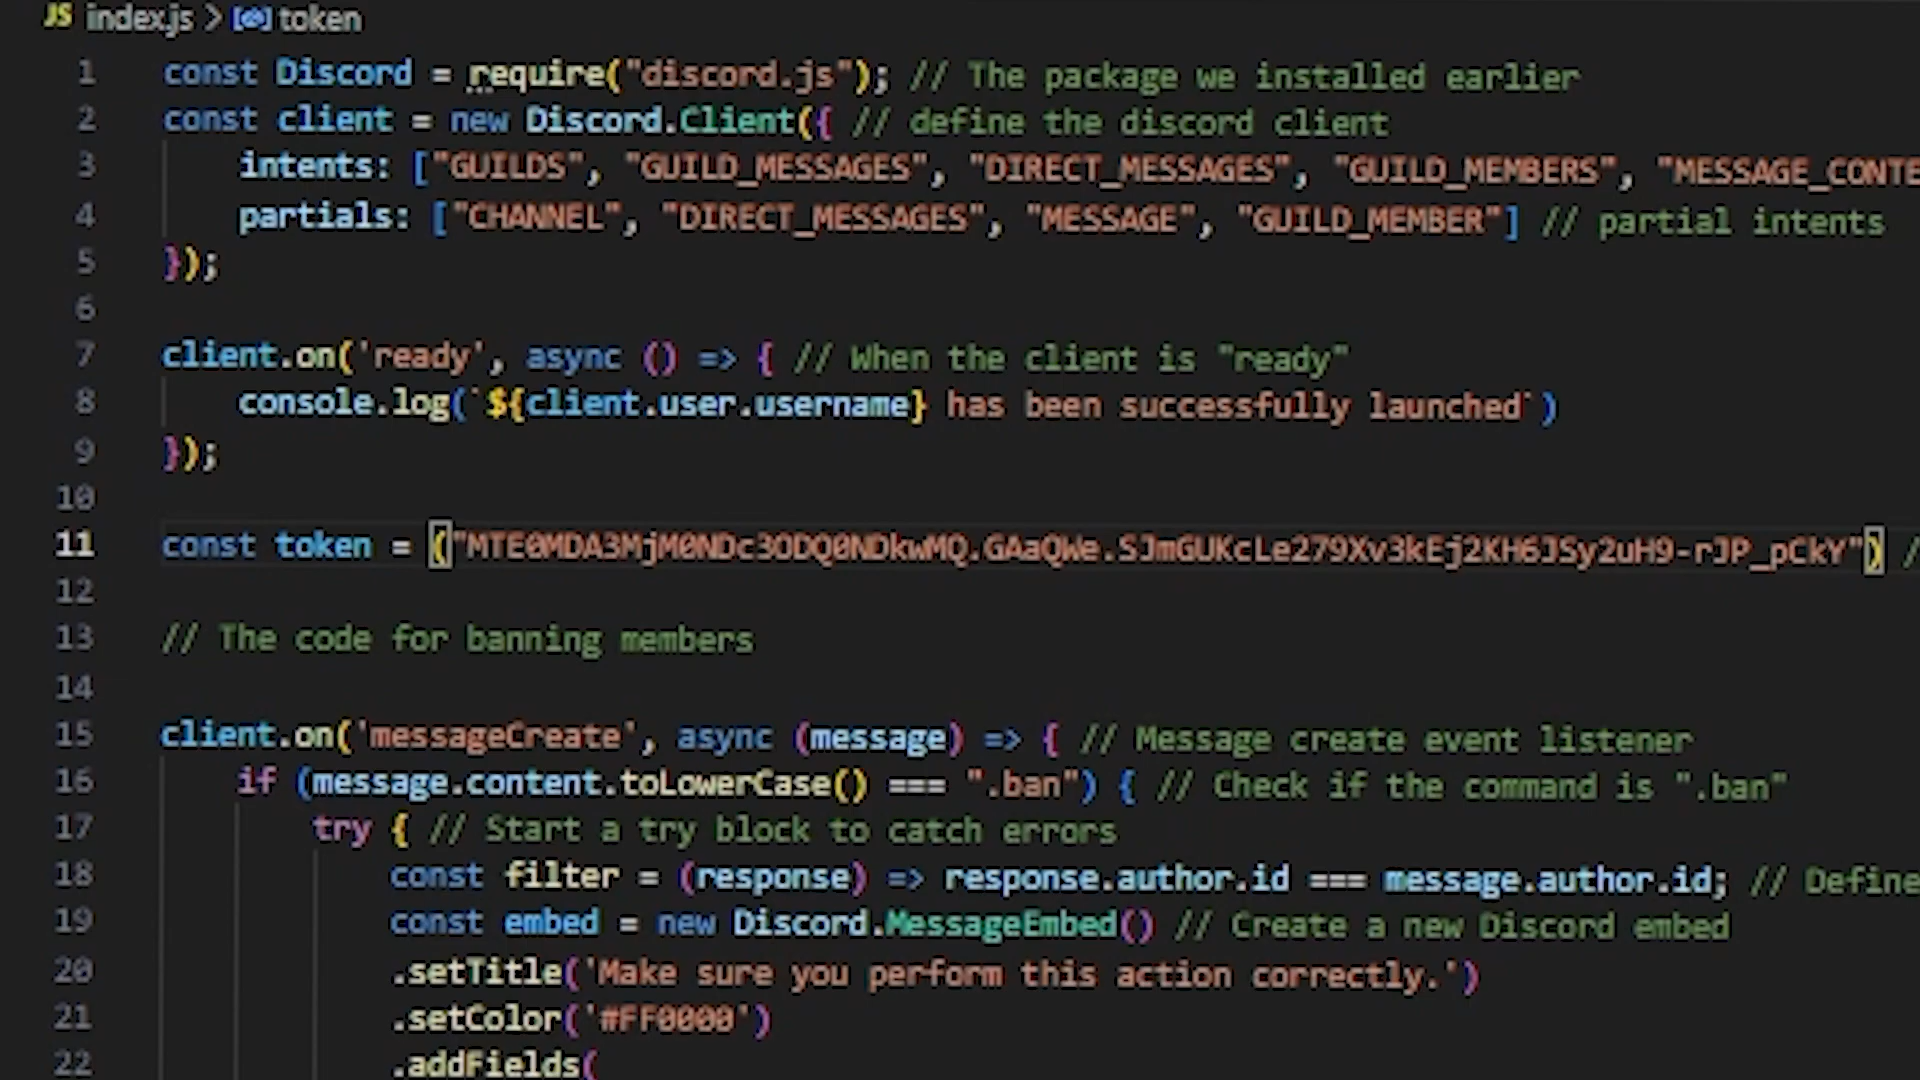 JS index.js > token
1 const Discord = require("discord.js"); // The package we installed earlier
2 const client = new Discord.Client({ // define the discord client
3 intents: ["GUILDS", "GUILD_MESSAGES", "DIRECT_MESSAGES", "GUILD_MEMBERS", "MESSAGE_CONTE
4 partials: ["CHANNEL", "DIRECT_MESSAGES", "MESSAGE", "GUILD_MEMBER"] // partial intents
5 });
6
7 client.on('ready', async () => { // When the client is "ready"
8 console.log(`${client.user.username} has been successfully launched`)
9 });
10
11 const token = ("") /
12
13 // The code for banning members
14
15 client.on('messageCreate', async (message) => { // Message create event listener
16 if (message.content.toLowerCase() === ".ban") { // Check if the command is ".ban"
17 try { // Start a try block to catch errors
18 const filter = (response) => response.author.id === message.author.id; // Define
19 const embed = new Discord.MessageEmbed() // Create a new Discord embed
20 .setTitle('Make sure you perform this action correctly.')
21 .setColor('#FF0000')
22 .addFields(